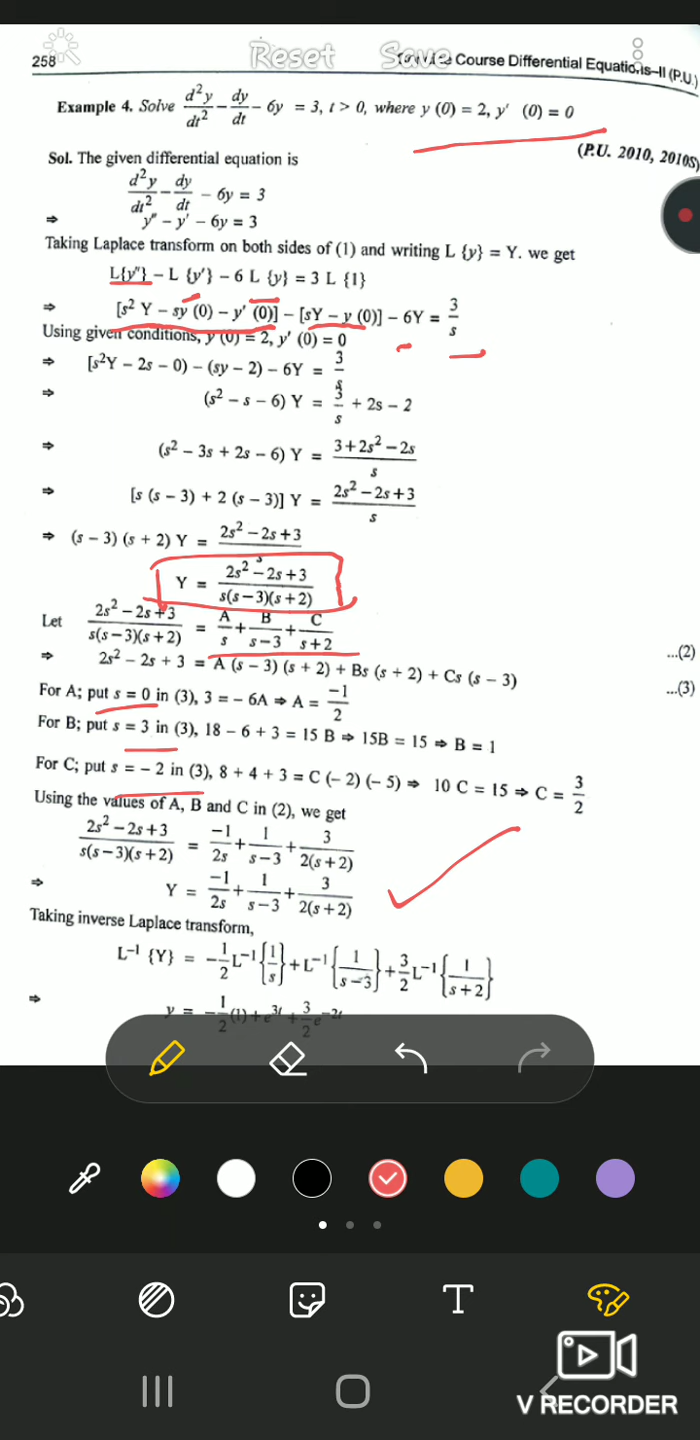 Reset Save
258 Course Differential Equations–II (P.U.)
Example 4. Solve d²y/dt² − dy/dt − 6y = 3, t > 0, where y (0) = 2, y′ (0) = 0
(P.U. 2010, 2010S)
Sol. The given differential equation is
d²y/dt² − dy/dt − 6y = 3
⇒ y″ − y′ − 6y = 3
Taking Laplace transform on both sides of (1) and writing L {y} = Y. we get
L{y″} − L {y′} − 6 L {y} = 3 L {1}
⇒ [s² Y − sy (0) − y′ (0)] − [sY − y (0)] − 6Y = 3/s
Using given conditions, y (0) = 2, y′ (0) = 0
⇒ [s²Y − 2s − 0) − (sy − 2) − 6Y = 3/s
⇒ (s² − s − 6) Y = 3/s + 2s − 2
⇒ (s² − 3s + 2s − 6) Y = 3+2s² − 2s/s
⇒ [s (s − 3) + 2 (s − 3)] Y = 2s² − 2s + 3/s
⇒ (s − 3) (s + 2) Y = 2s² − 2s + 3/s
Y = 2s² − 2s + 3/s(s − 3)(s + 2)
Let 2s² − 2s + 3/s(s − 3)(s + 2) = A/s + B/s − 3 + C/s + 2 ...(2)
⇒ 2s² − 2s + 3 = A (s − 3) (s + 2) + Bs (s + 2) + Cs (s − 3) ...(3)
For A; put s = 0 in (3), 3 = − 6A ⇒ A = −1/2
For B; put s = 3 in (3), 18 − 6 + 3 = 15 B ⇒ 15B = 15 ⇒ B = 1
For C; put s = − 2 in (3), 8 + 4 + 3 = C (− 2) (− 5) ⇒ 10 C = 15 ⇒ C = 3/2
Using the values of A, B and C in (2), we get
2s² − 2s + 3/s(s − 3)(s + 2) = −1/2s + 1/s − 3 + 3/2(s + 2)
⇒ Y = −1/2s + 1/s − 3 + 3/2(s + 2)
Taking inverse Laplace transform,
L⁻¹ {Y} = −1/2 L⁻¹{1/s} + L⁻¹{1/s − 3} + 3/2 L⁻¹{1/s + 2}
⇒ y = −1/2 (1) + e³ᵗ + 3/2 e⁻²ᵗ
T
V RECORDER